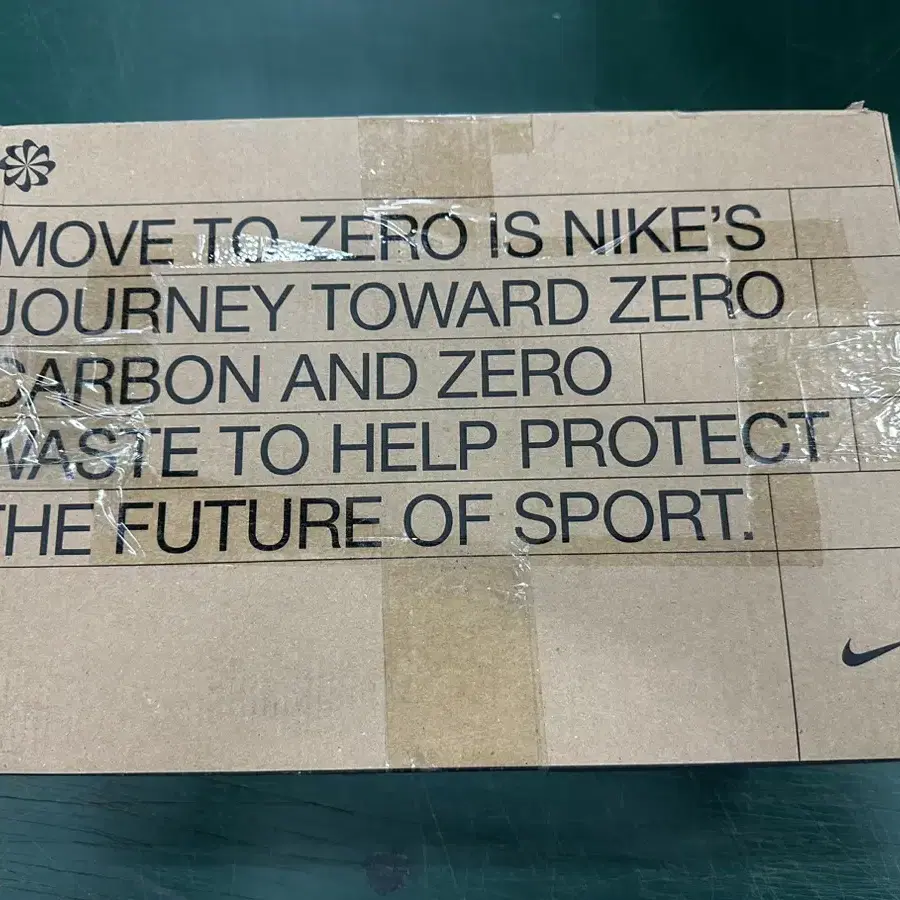 MOVE TO ZERO IS NIKE'S
JOURNEY TOWARD ZERO
CARBON AND ZERO
WASTE TO HELP PROTECT
THE FUTURE OF SPORT.